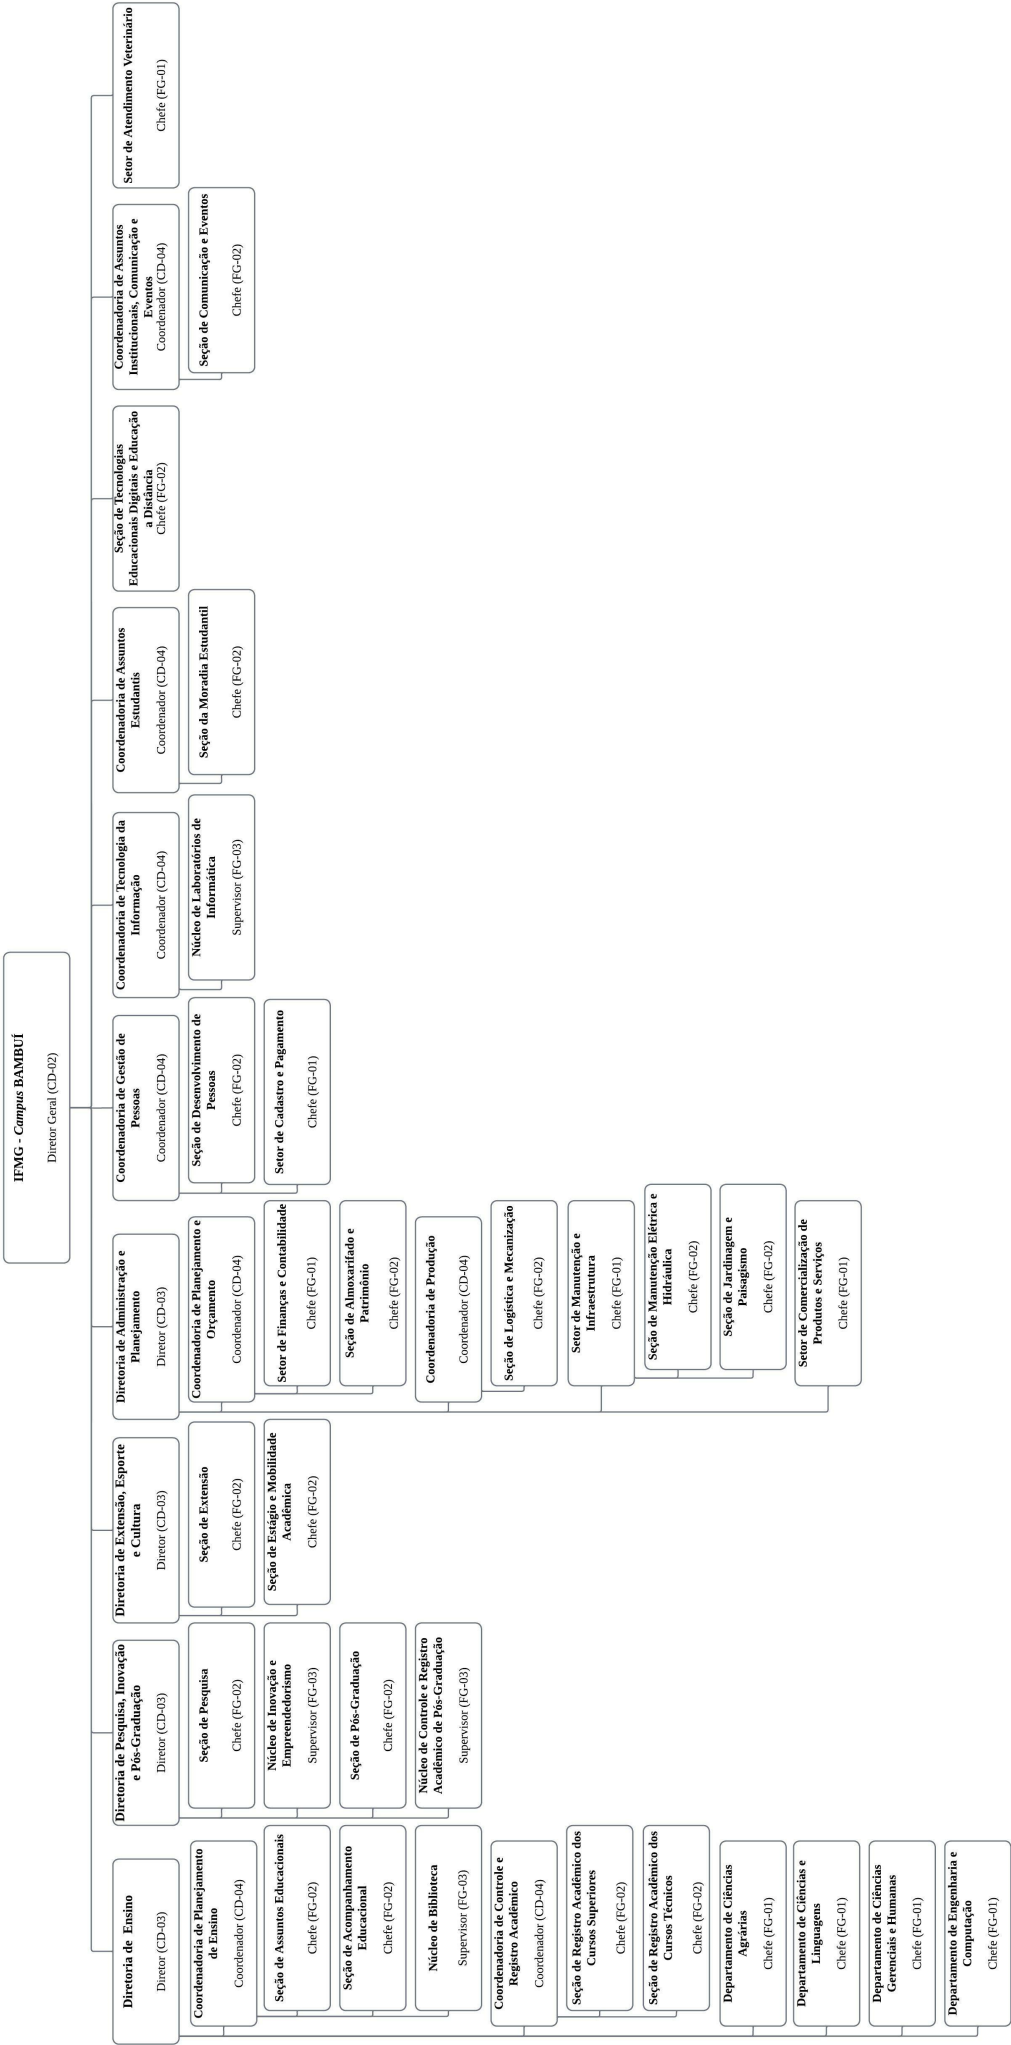 IFMG - Campus BAMBUÍ
Diretor Geral (CD-02)
Diretoria de Ensino
Diretor (CD-03)
Coordenadoria de Planejamento
de Ensino
Coordenador (CD-04)
Seção de Assuntos Educacionais
Chefe (FG-02)
Seção de Acompanhamento
Educacional
Chefe (FG-02)
Núcleo de Biblioteca
Supervisor (FG-03)
Coordenadoria de Controle e
Registro Acadêmico
Coordenador (CD-04)
Seção de Registro Acadêmico dos
Cursos Superiores
Chefe (FG-02)
Seção de Registro Acadêmico dos
Cursos Técnicos
Chefe (FG-02)
Departamento de Ciências
Agrárias
Chefe (FG-01)
Departamento de Ciências e
Linguagens
Chefe (FG-01)
Departamento de Ciências
Gerenciais e Humanas
Chefe (FG-01)
Departamento de Engenharia e
Computação
Chefe (FG-01)
Diretoria de Pesquisa, Inovação
e Pós-Graduação
Diretor (CD-03)
Seção de Pesquisa
Chefe (FG-02)
Núcleo de Inovação e
Empreendedorismo
Supervisor (FG-03)
Seção de Pós-Graduação
Chefe (FG-02)
Núcleo de Controle e Registro
Acadêmico de Pós-Graduação
Supervisor (FG-03)
Diretoria de Extensão, Esporte
e Cultura
Diretor (CD-03)
Seção de Extensão
Chefe (FG-02)
Seção de Estágio e Mobilidade
Acadêmica
Chefe (FG-02)
Diretoria de Administração e
Planejamento
Diretor (CD-03)
Coordenadoria de Planejamento e
Orçamento
Coordenador (CD-04)
Setor de Finanças e Contabilidade
Chefe (FG-01)
Seção de Almoxarifado e
Patrimônio
Chefe (FG-02)
Coordenadoria de Produção
Coordenador (CD-04)
Seção de Logística e Mecanização
Chefe (FG-02)
Setor de Manutenção e
Infraestrutura
Chefe (FG-01)
Seção de Manutenção Elétrica e
Hidráulica
Chefe (FG-02)
Seção de Jardinagem e
Paisagismo
Chefe (FG-02)
Setor de Comercialização de
Produtos e Serviços
Chefe (FG-01)
Coordenadoria de Gestão de
Pessoas
Coordenador (CD-04)
Seção de Desenvolvimento de
Pessoas
Chefe (FG-02)
Setor de Cadastro e Pagamento
Chefe (FG-01)
Coordenadoria de Tecnologia da
Informação
Coordenador (CD-04)
Núcleo de Laboratórios de
Informática
Supervisor (FG-03)
Coordenadoria de Assuntos
Estudantis
Coordenador (CD-04)
Seção da Moradia Estudantil
Chefe (FG-02)
Seção de Tecnologias
Educacionais Digitais e Educação
a Distância
Chefe (FG-02)
Coordenadoria de Assuntos
Institucionais, Comunicação e
Eventos
Coordenador (CD-04)
Seção de Comunicação e Eventos
Chefe (FG-02)
Setor de Atendimento Veterinário
Chefe (FG-01)